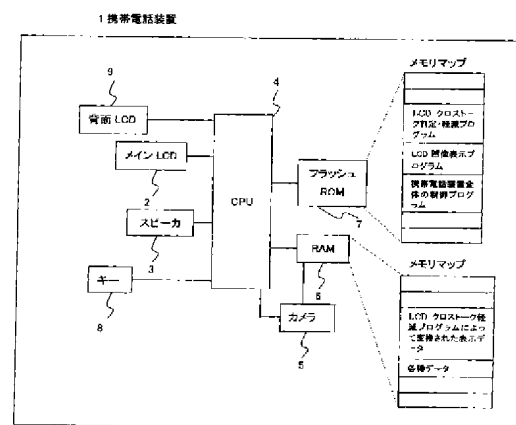 1 携帯電話装置
メモリマップ
9
4
背面 LCD
LCD クロストー
ク判定・軽減プログ
ラム
メイン LCD
LCD 画像表示プ
ログラム
2
フラッシュ
ROM
携帯電話装置全
体の制御プログ
ラム
CPU
7
スピーカ
3
RAM
メモリマップ
キー
6
8
カメラ
LCD クロストーク軽
減プログラムによっ
て変換された表示デ
ータ
5
各種データ